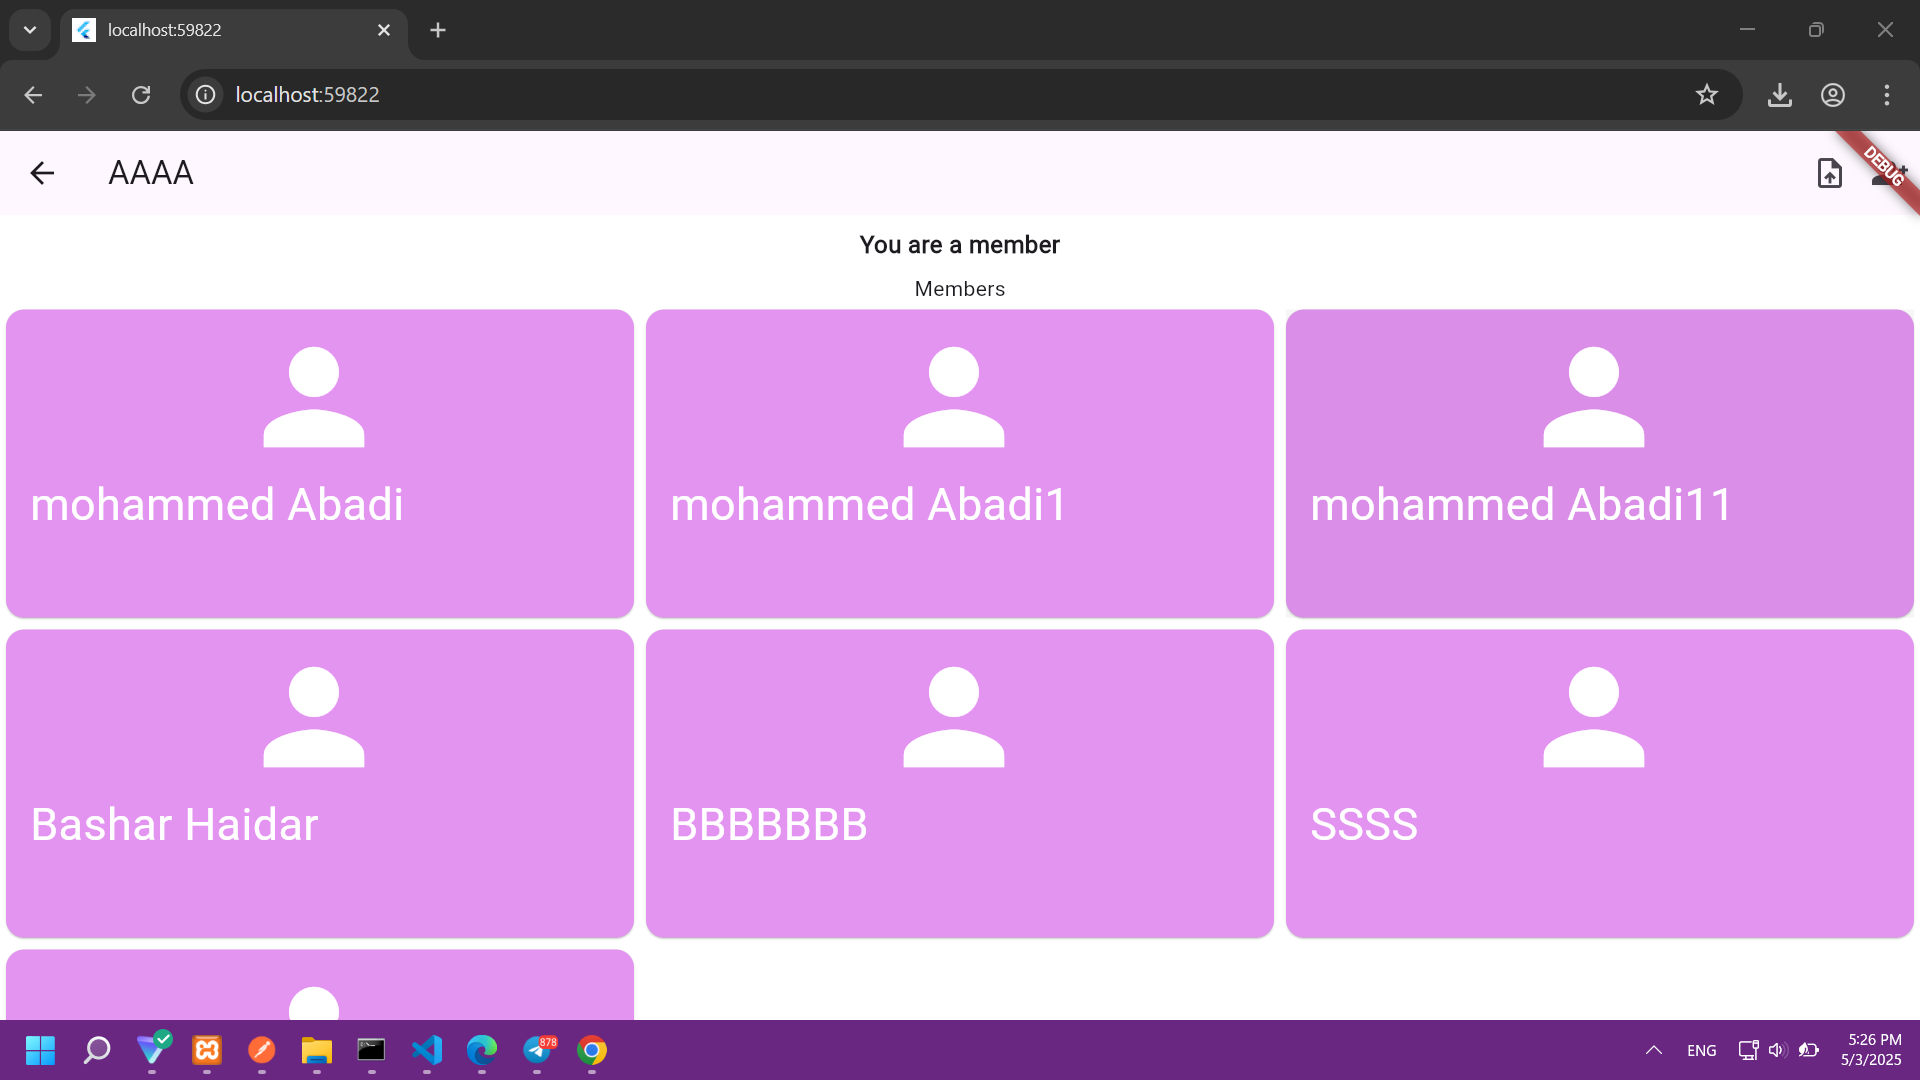 localhost:59822
localhost:59822
AAAA
DEBUG
You are a member
Members
mohammed Abadi
mohammed Abadi1
mohammed Abadi11
Bashar Haidar
BBBBBBB
SSSS
878
ENG
5:26 PM
5/3/2025